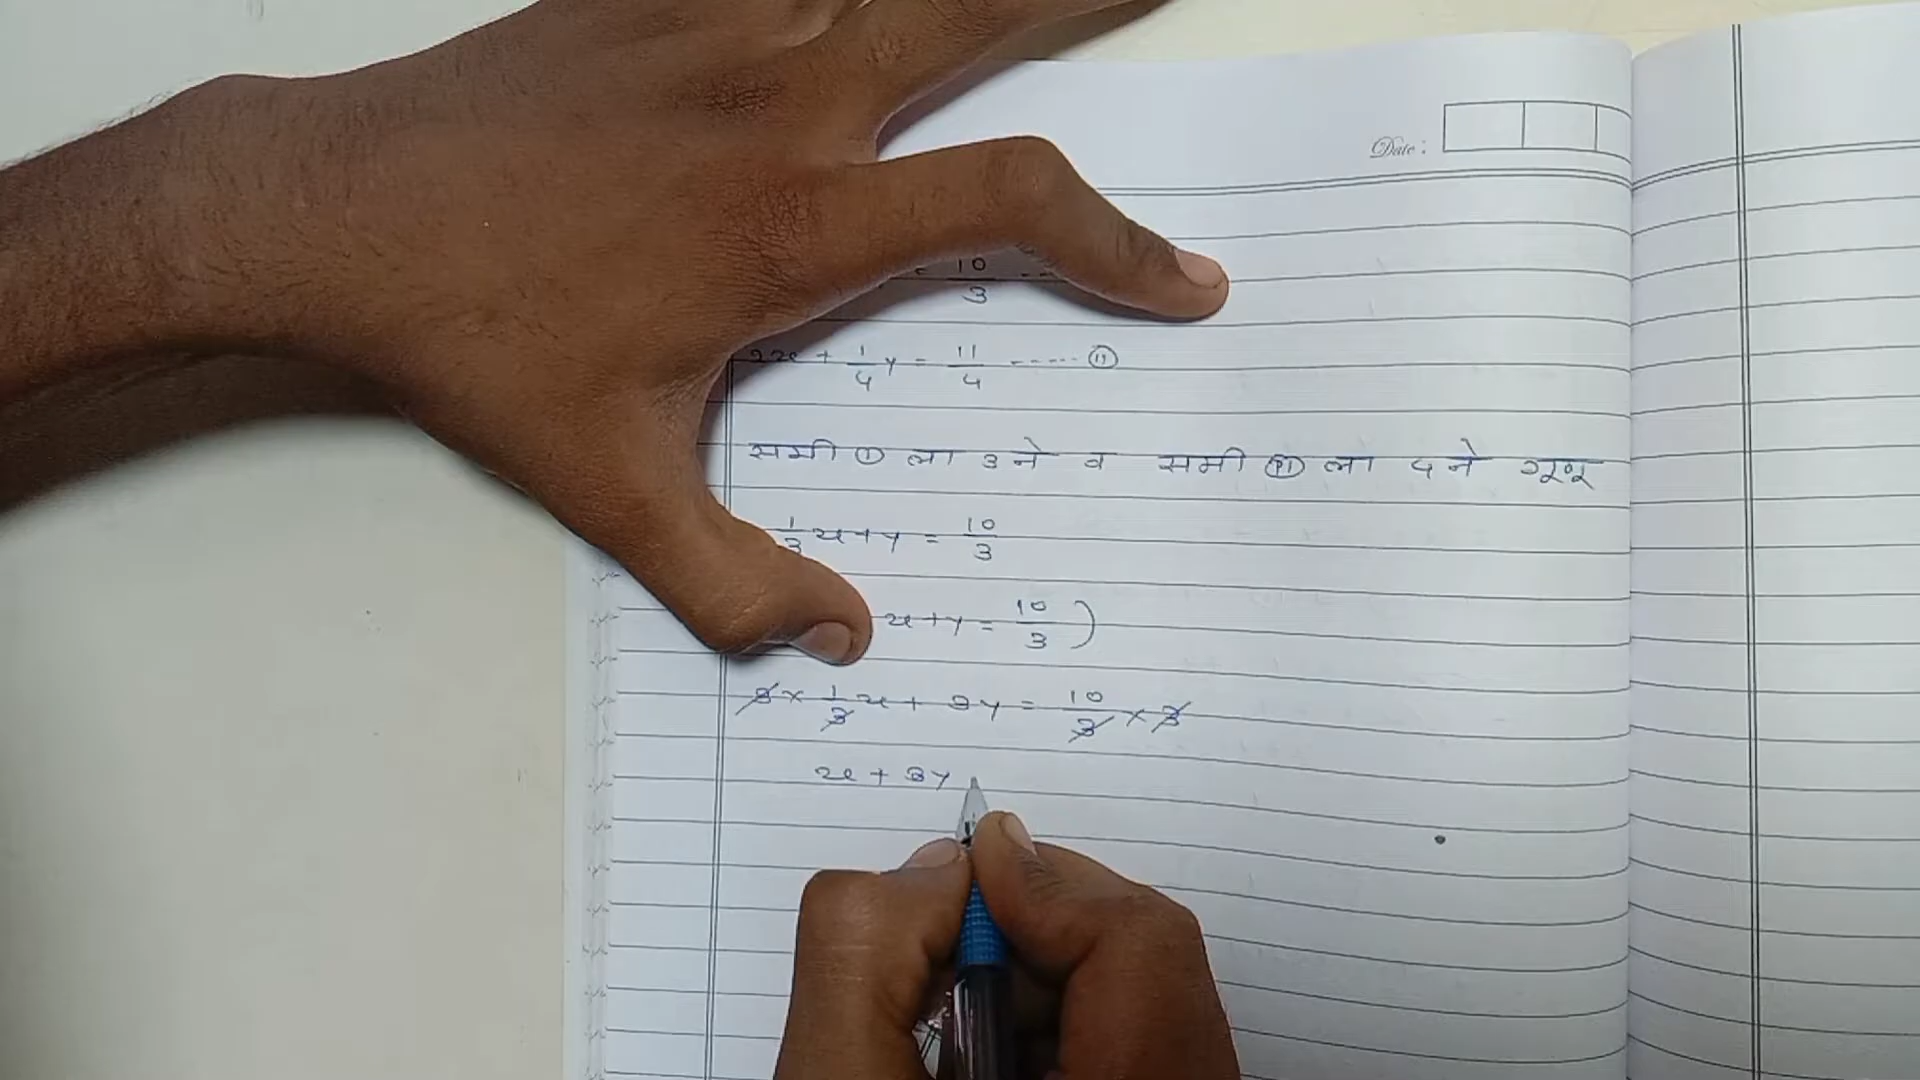 Date :
= 10/3 ---
2x + 1/4 y = 11/4 ----- (II)
समी (I) ला 3 ने व समी (II) ला 4 ने गूणू
1/3 x + y = 10/3
x + y = 10/3 )
3 × 1/3 x + 3y = 10/3 × 3
x + 3y